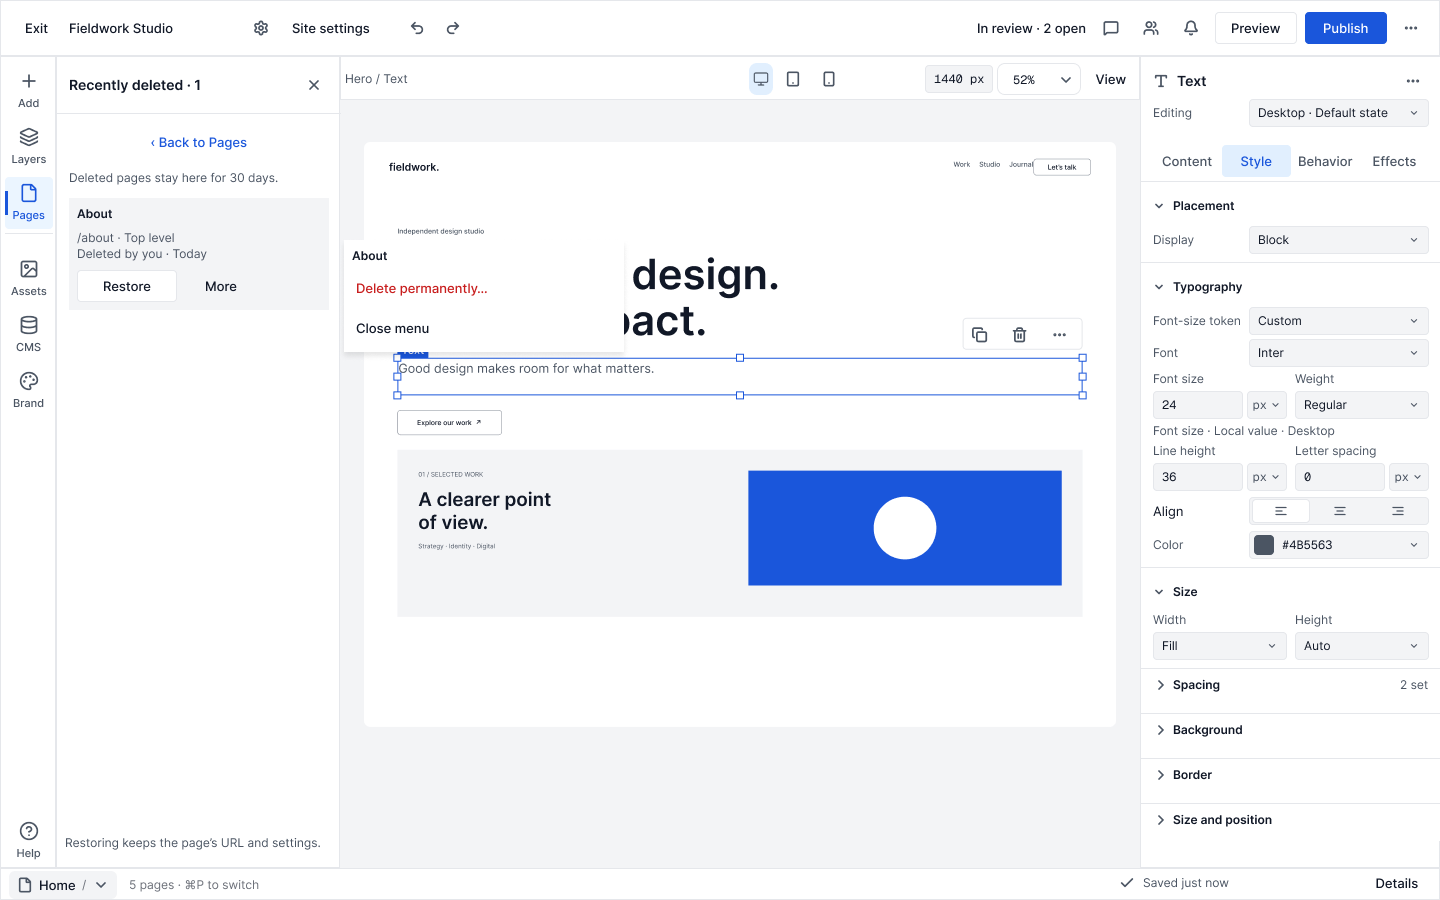 Exit
Fieldwork Studio
Site settings
In review · 2 open
Preview
Publish
Add
Layers
Pages
Assets
CMS
Brand
Help
Recently deleted · 1
‹ Back to Pages
Deleted pages stay here for 30 days.
About
/about · Top level
Deleted by you · Today
Restore
More
Restoring keeps the page’s URL and settings.
Hero / Text
1440 px
52%
View
fieldwork.
Work
Studio
Journal
Let's talk
Independent design studio
design.
pact.
About
Delete permanently...
Close menu
Text
Good design makes room for what matters.
Explore our work ↗
01 / SELECTED WORK
A clearer point
of view.
Strategy · Identity · Digital
Text
Editing
Desktop · Default state
Content
Style
Behavior
Effects
Placement
Display
Block
Typography
Font-size token
Custom
Font
Inter
Font size
Weight
24
px
Regular
Font size · Local value · Desktop
Line height
Letter spacing
36
px
0
px
Align
Color
#4B5563
Size
Width
Height
Fill
Auto
Spacing
2 set
Background
Border
Size and position
Home /
5 pages · ⌘P to switch
Saved just now
Details